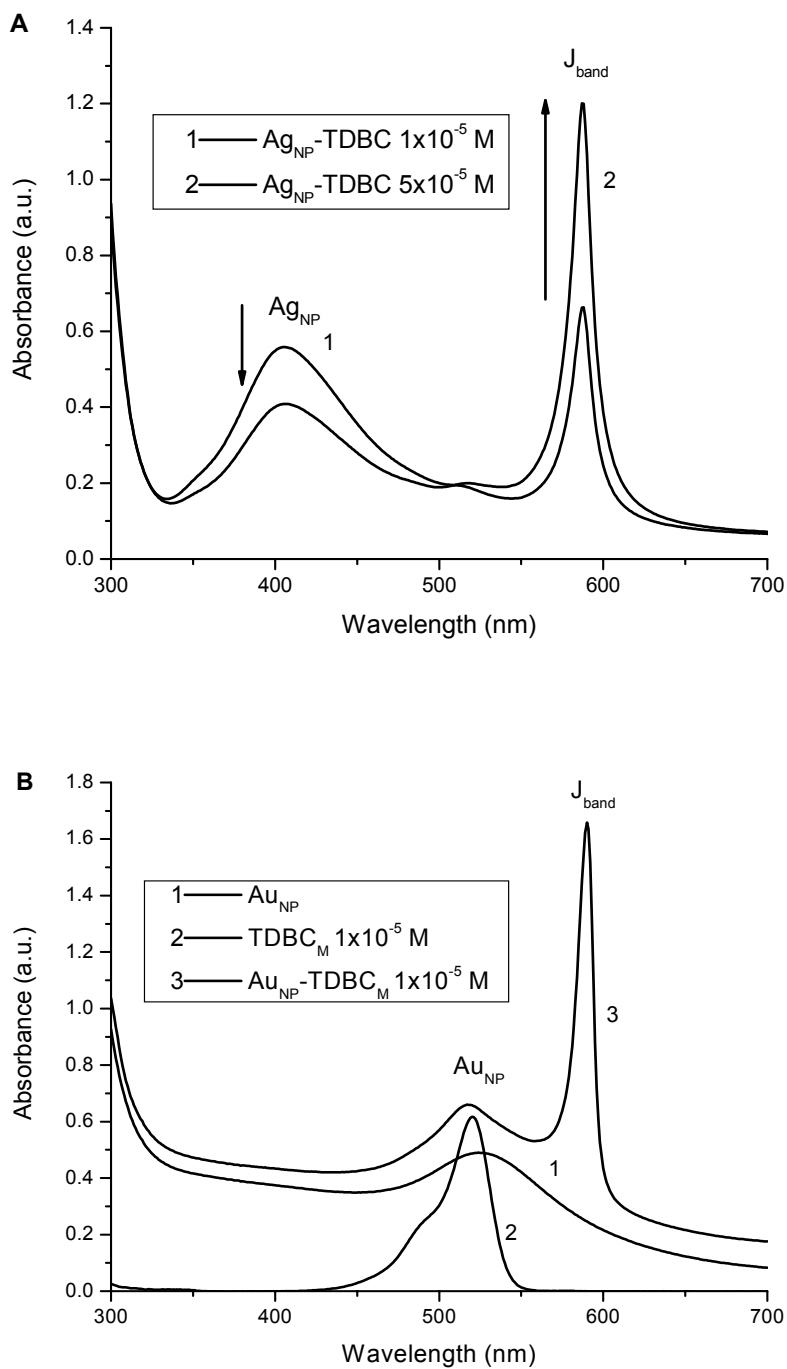 A
1.4
1.2
1.0
0.8
0.6
0.4
0.2
0.0
Absorbance (a.u.)
J_band
1 Ag_NP-TDBC 1x10^-5 M
2 Ag_NP-TDBC 5x10^-5 M
2
Ag_NP
1
300 400 500 600 700
Wavelength (nm)
B
1.8
1.6
1.4
1.2
1.0
0.8
0.6
0.4
0.2
0.0
Absorbance (a.u.)
J_band
1 Au_NP
2 TDBC_M 1x10^-5 M
3 Au_NP-TDBC_M 1x10^-5 M
3
Au_NP
1
2
300 400 500 600 700
Wavelength (nm)